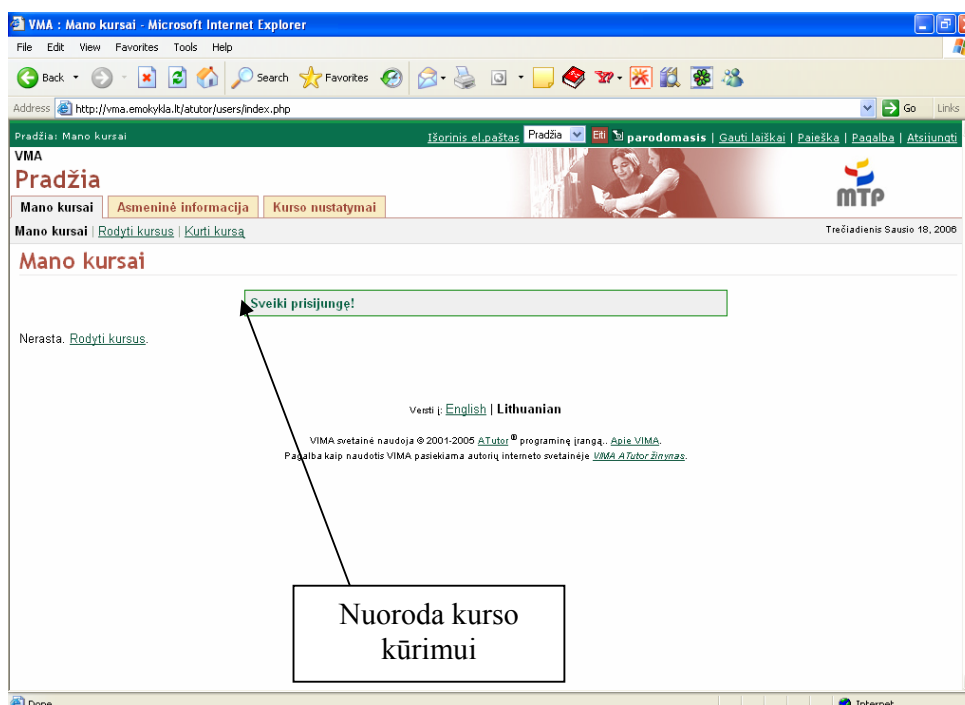 VMA : Mano kursai - Microsoft Internet Explorer
File Edit View Favorites Tools Help
Back Search Favorites
Address http://vma.emokykla.lt/atutor/users/index.php Go Links
Pradžia: Mano kursai Išorinis el.paštas Pradžia Eiti parodomasis | Gauti laiškai | Paieška | Pagalba | Atsijungti
VMA
Pradžia
MTP
Mano kursai Asmeninė informacija Kurso nustatymai
Mano kursai | Rodyti kursus | Kurti kursą Trečiadienis Sausio 18, 2006
Mano kursai
Sveiki prisijungę!
Nerasta. Rodyti kursus.
Versti į: English | Lithuanian
VIMA svetainė naudoja © 2001-2005 ATutor ® programinę įrangą.. Apie VIMA.
Pagalba kaip naudotis VIMA pasiekiama autorių interneto svetainėje VIMA ATutor žinynas.
Nuoroda kurso
kūrimui
Done Internet